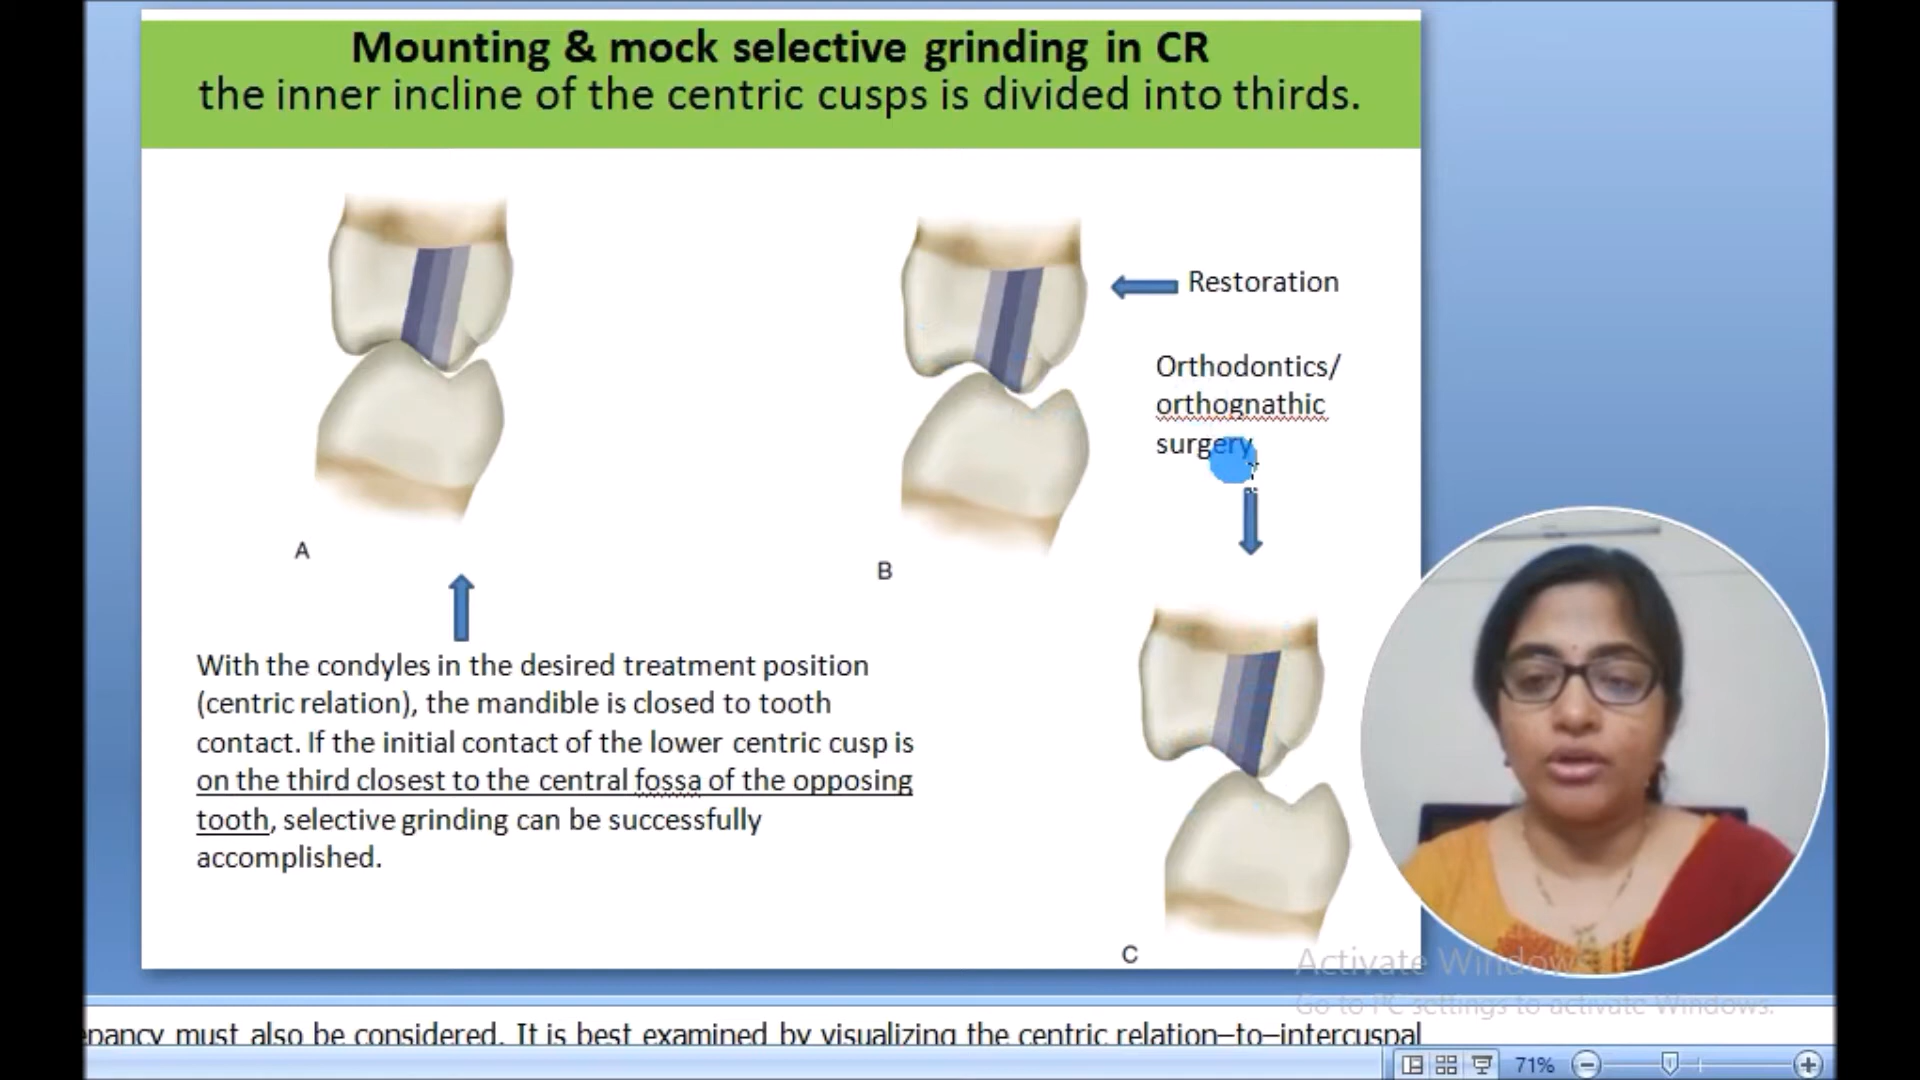 Mounting & mock selective grinding in CR
the inner incline of the centric cusps is divided into thirds.
Restoration
Orthodontics/
orthognathic
surgery
A
B
With the condyles in the desired treatment position
(centric relation), the mandible is closed to tooth
contact. If the initial contact of the lower centric cusp is
on the third closest to the central fossa of the opposing
tooth, selective grinding can be successfully
accomplished.
C
Activate Windows
Go to PC settings to activate Windows.
epancy must also be considered. It is best examined by visualizing the centric relation–to–intercuspal
71%